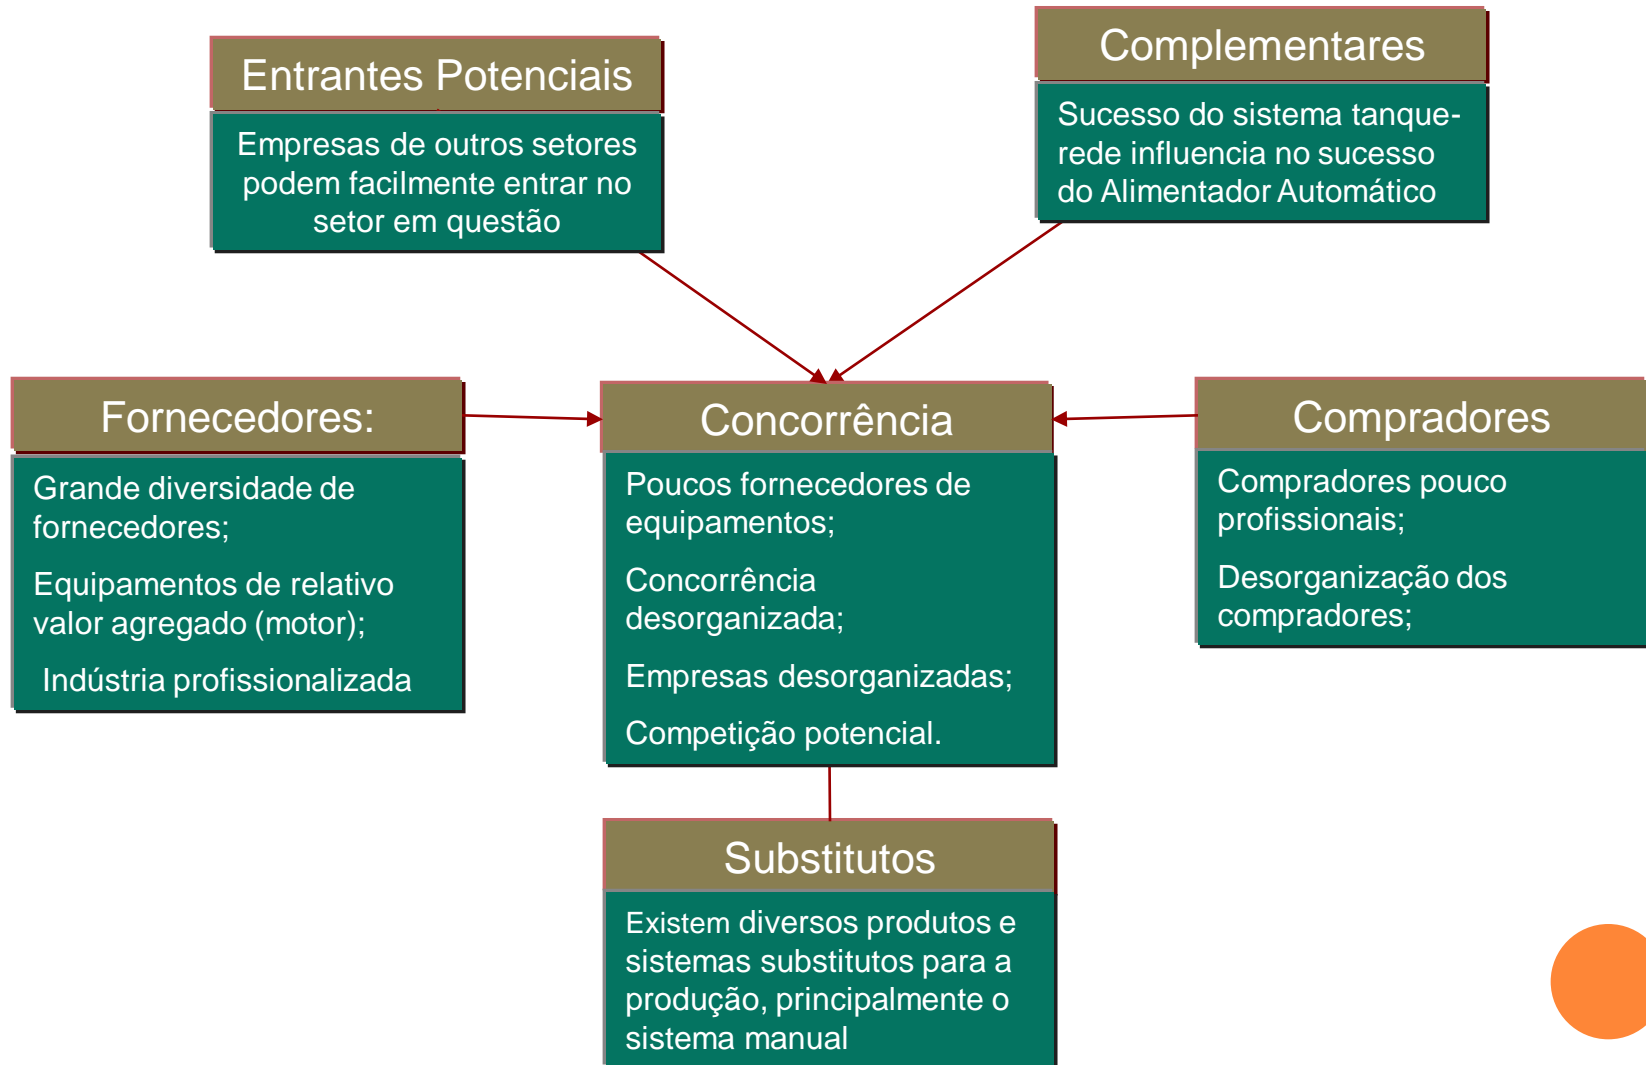 Entrantes Potenciais
Empresas de outros setores
podem facilmente entrar no
setor em questão
Complementares
Sucesso do sistema tanque-
rede influencia no sucesso
do Alimentador Automático
Fornecedores:
Grande diversidade de
fornecedores;
Equipamentos de relativo
valor agregado (motor);
Indústria profissionalizada
Concorrência
Poucos fornecedores de
equipamentos;
Concorrência
desorganizada;
Empresas desorganizadas;
Competição potencial.
Compradores
Compradores pouco
profissionais;
Desorganização dos
compradores;
Substitutos
Existem diversos produtos e
sistemas substitutos para a
produção, principalmente o
sistema manual